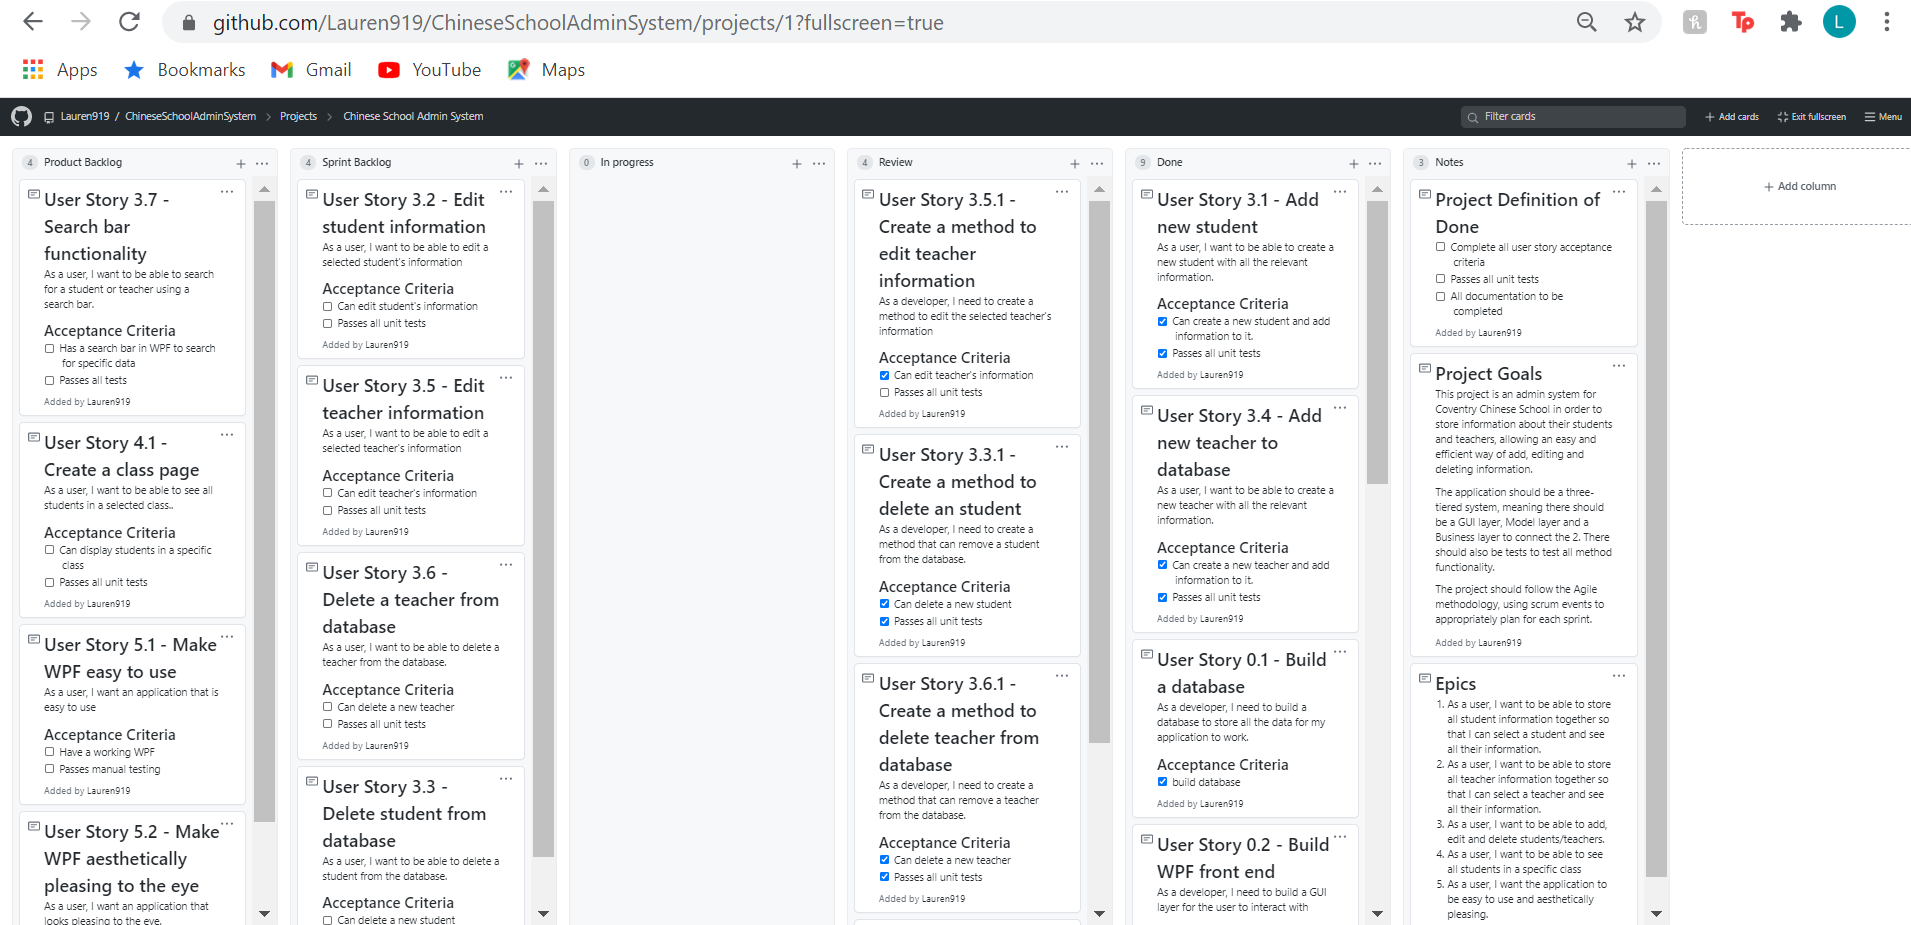 github.com/Lauren919/ChineseSchoolAdminSystem/projects/1?fullscreen=true
L
Apps
Bookmarks
Gmail
YouTube
Maps
Lauren919 / ChineseSchoolAdminSystem
Projects
Chinese School Admin System
Filter cards
+ Add cards
Exit fullscreen
Menu
4 Product Backlog
User Story 3.7 -
Search bar
functionality
As a user, I want to be able to search
for a student or teacher using a
search bar.
Acceptance Criteria
Has a search bar in WPF to search
for specific data
Passes all tests
Added by Lauren919
User Story 4.1 -
Create a class page
As a user, I want to be able to see all
students in a selected class..
Acceptance Criteria
Can display students in a specific
class
Passes all unit tests
Added by Lauren919
User Story 5.1 - Make
WPF easy to use
As a user, I want an application that is
easy to use
Acceptance Criteria
Have a working WPF
Passes manual testing
Added by Lauren919
User Story 5.2 - Make
WPF aesthetically
pleasing to the eye
As a user, I want an application that
looks pleasing to the eye.
4 Sprint Backlog
User Story 3.2 - Edit
student information
As a user, I want to be able to edit a
selected student's information
Acceptance Criteria
Can edit student's information
Passes all unit tests
Added by Lauren919
User Story 3.5 - Edit
teacher information
As a user, I want to be able to edit a
selected teacher's information
Acceptance Criteria
Can edit teacher's information
Passes all unit tests
Added by Lauren919
User Story 3.6 -
Delete a teacher from
database
As a user, I want to be able to delete a
teacher from the database.
Acceptance Criteria
Can delete a new teacher
Passes all unit tests
Added by Lauren919
User Story 3.3 -
Delete student from
database
As a user, I want to be able to delete a
student from the database.
Acceptance Criteria
Can delete a new student
0 In progress
4 Review
User Story 3.5.1 -
Create a method to
edit teacher
information
As a developer, I need to create a
method to edit the selected teacher's
information
Acceptance Criteria
Can edit teacher's information
Passes all unit tests
Added by Lauren919
User Story 3.3.1 -
Create a method to
delete an student
As a developer, I need to create a
method that can remove a student
from the database.
Acceptance Criteria
Can delete a new student
Passes all unit tests
Added by Lauren919
User Story 3.6.1 -
Create a method to
delete teacher from
database
As a developer, I need to create a
method that can remove a teacher
from the database.
Acceptance Criteria
Can delete a new teacher
Passes all unit tests
Added by Lauren919
9 Done
User Story 3.1 - Add
new student
As a user, I want to be able to create a
new student with all the relevant
information.
Acceptance Criteria
Can create a new student and add
information to it.
Passes all unit tests
Added by Lauren919
User Story 3.4 - Add
new teacher to
database
As a user, I want to be able to create a
new teacher with all the relevant
information.
Acceptance Criteria
Can create a new teacher and add
information to it.
Passes all unit tests
Added by Lauren919
User Story 0.1 - Build
a database
As a developer, I need to build a
database to store all the data for my
application to work.
Acceptance Criteria
build database
Added by Lauren919
User Story 0.2 - Build
WPF front end
As a developer, I need to build a GUI
layer for the user to interact with
3 Notes
Project Definition of
Done
Complete all user story acceptance
criteria
Passes all unit tests
All documentation to be
completed
Added by Lauren919
Project Goals
This project is an admin system for
Coventry Chinese School in order to
store information about their students
and teachers, allowing an easy and
efficient way of add, editing and
deleting information.
The application should be a three-
tiered system, meaning there should
be a GUI layer, Model layer and a
Business layer to connect the 2. There
should also be tests to test all method
functionality.
The project should follow the Agile
methodology, using scrum events to
appropriately plan for each sprint.
Added by Lauren919
Epics
1. As a user, I want to be able to store
all student information together so
that I can select a student and see
all their information.
2. As a user, I want to be able to store
all teacher information together so
that I can select a teacher and see
all their information.
3. As a user, I want to be able to add,
edit and delete students/teachers.
4. As a user, I want to be able to see
all students in a specific class
5. As a user, I want the application to
be easy to use and aesthetically
pleasing.
+ Add column